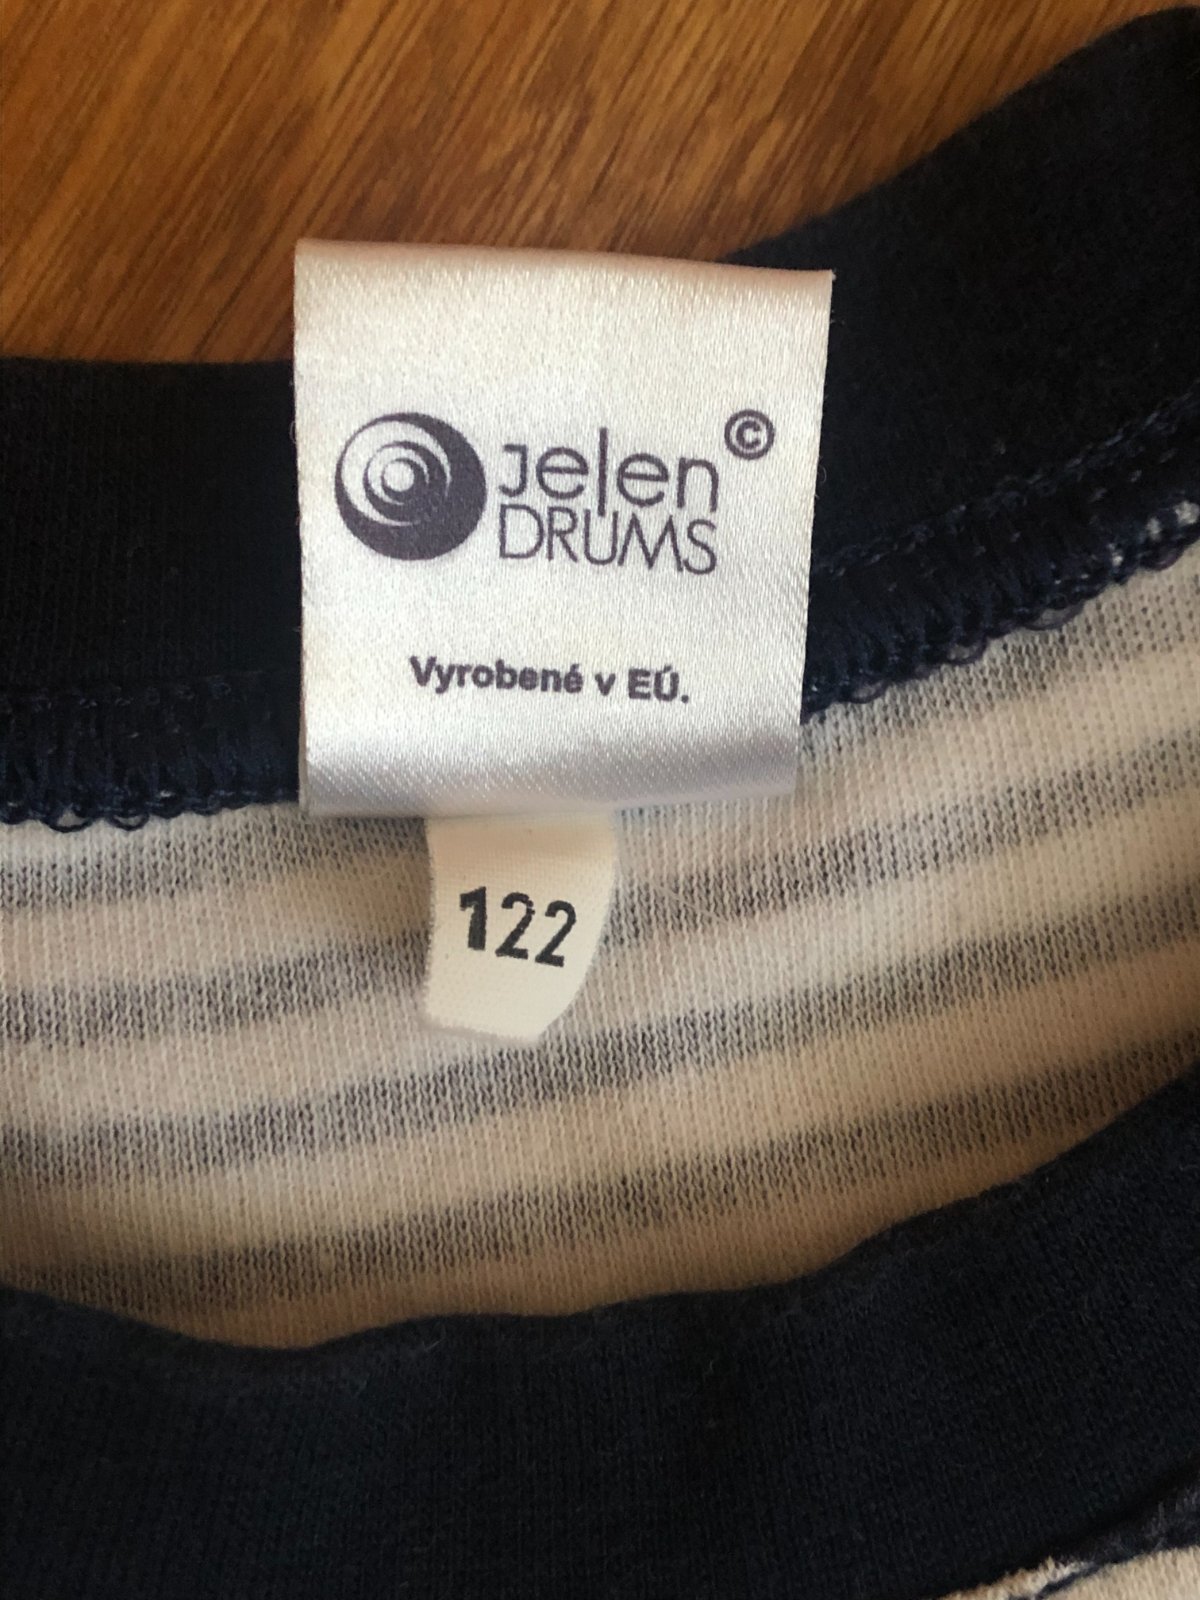 Jelen ©
DRUMS
Vyrobené v EÚ.
122